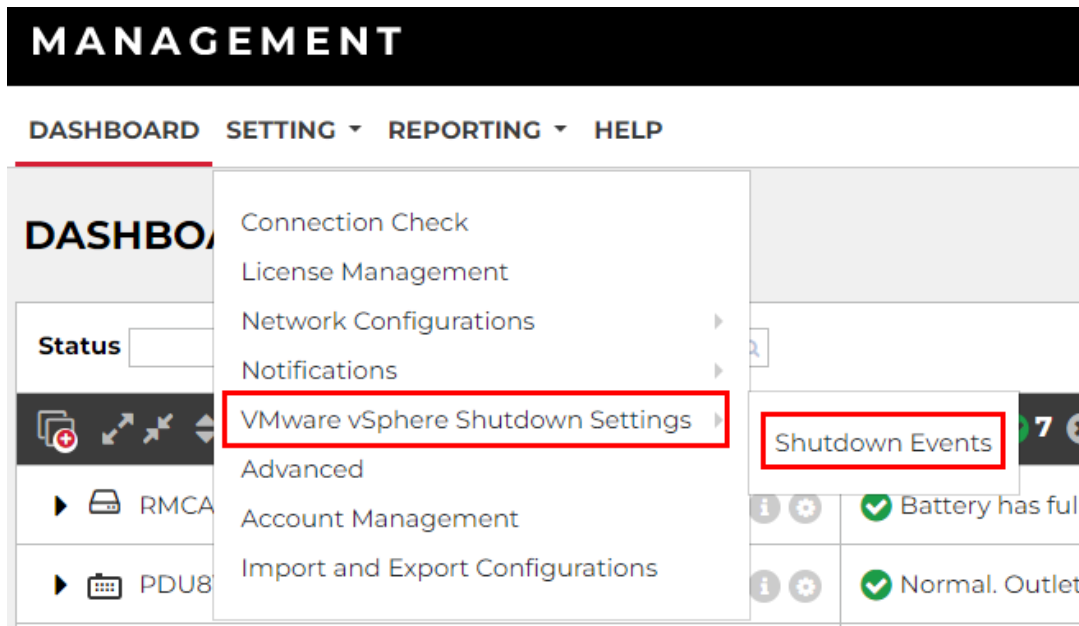 MANAGEMENT
DASHBOARD SETTING REPORTING HELP
DASHBO
Connection Check
License Management
Network Configurations
Status
Notifications
VMware vSphere Shutdown Settings
Shutdown Events
7
Advanced
RMCA
Battery has ful
Account Management
Import and Export Configurations
PDU8
Normal. Outlet